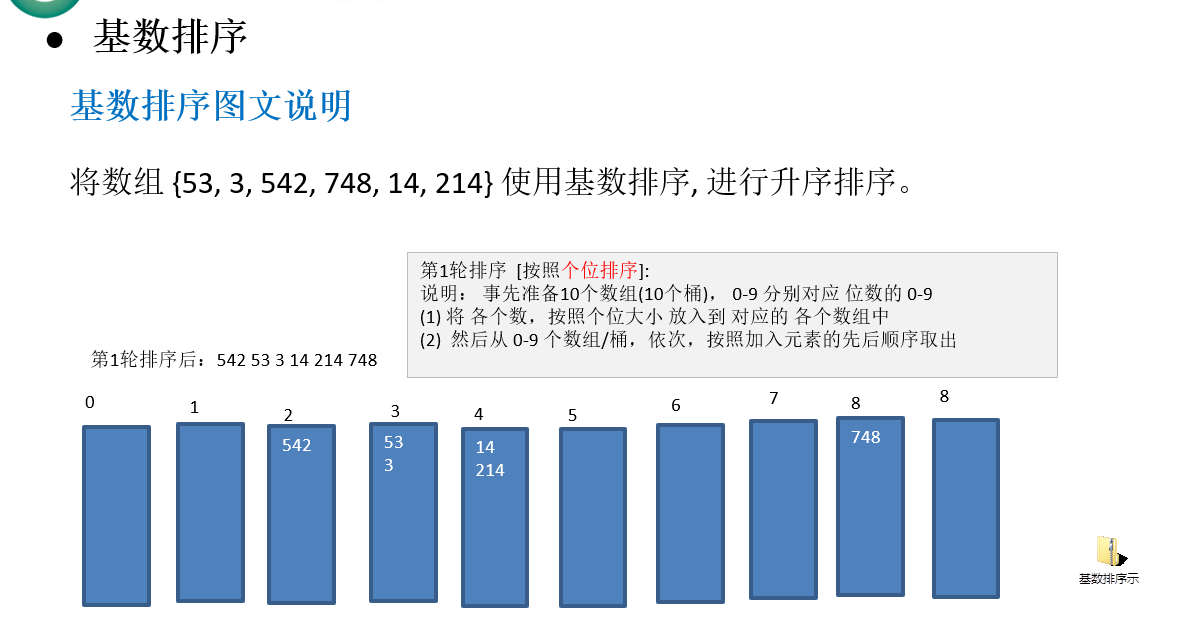 ● 基数排序
基数排序图文说明
将数组 {53, 3, 542, 748, 14, 214} 使用基数排序, 进行升序排序。
第1轮排序 [按照个位排序]:
说明： 事先准备10个数组(10个桶)， 0-9 分别对应 位数的 0-9
(1) 将 各个数，按照个位大小 放入到 对应的 各个数组中
(2) 然后从 0-9 个数组/桶，依次，按照加入元素的先后顺序取出
第1轮排序后：542 53 3 14 214 748
0 1 2 3 4 5 6 7 8 8
542 53 14 748
3 214
基数排序示